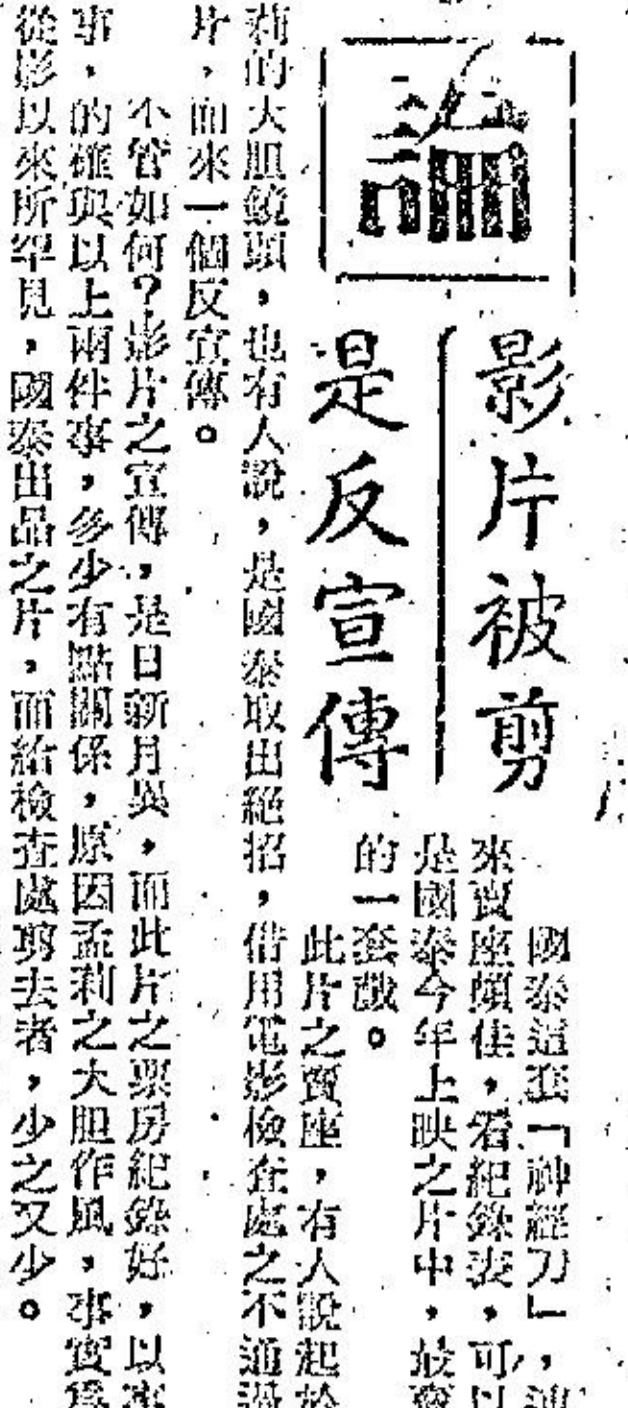 論
影片被剪
是反宣傳
國泰這套「神經刀」，連
來賣座頗佳，看紀錄表，可以
是國泰今年上映之片中，最賣
的一套戲。
此片之賣座，有人說起於
莉的大胆鏡頭，也有人說，是國泰取出絕招，借用電影檢查處之不通過
片，而來一個反宣傳。
不管如何？影片之宣傳，是日新月異，而此片之票房紀錄好，以事
事，的確與以上兩件事，多少有點關係，原因孟莉之大胆作風，事實為
從影以來所罕見，國泰出品之片，而給檢查處剪去者，少之又少。